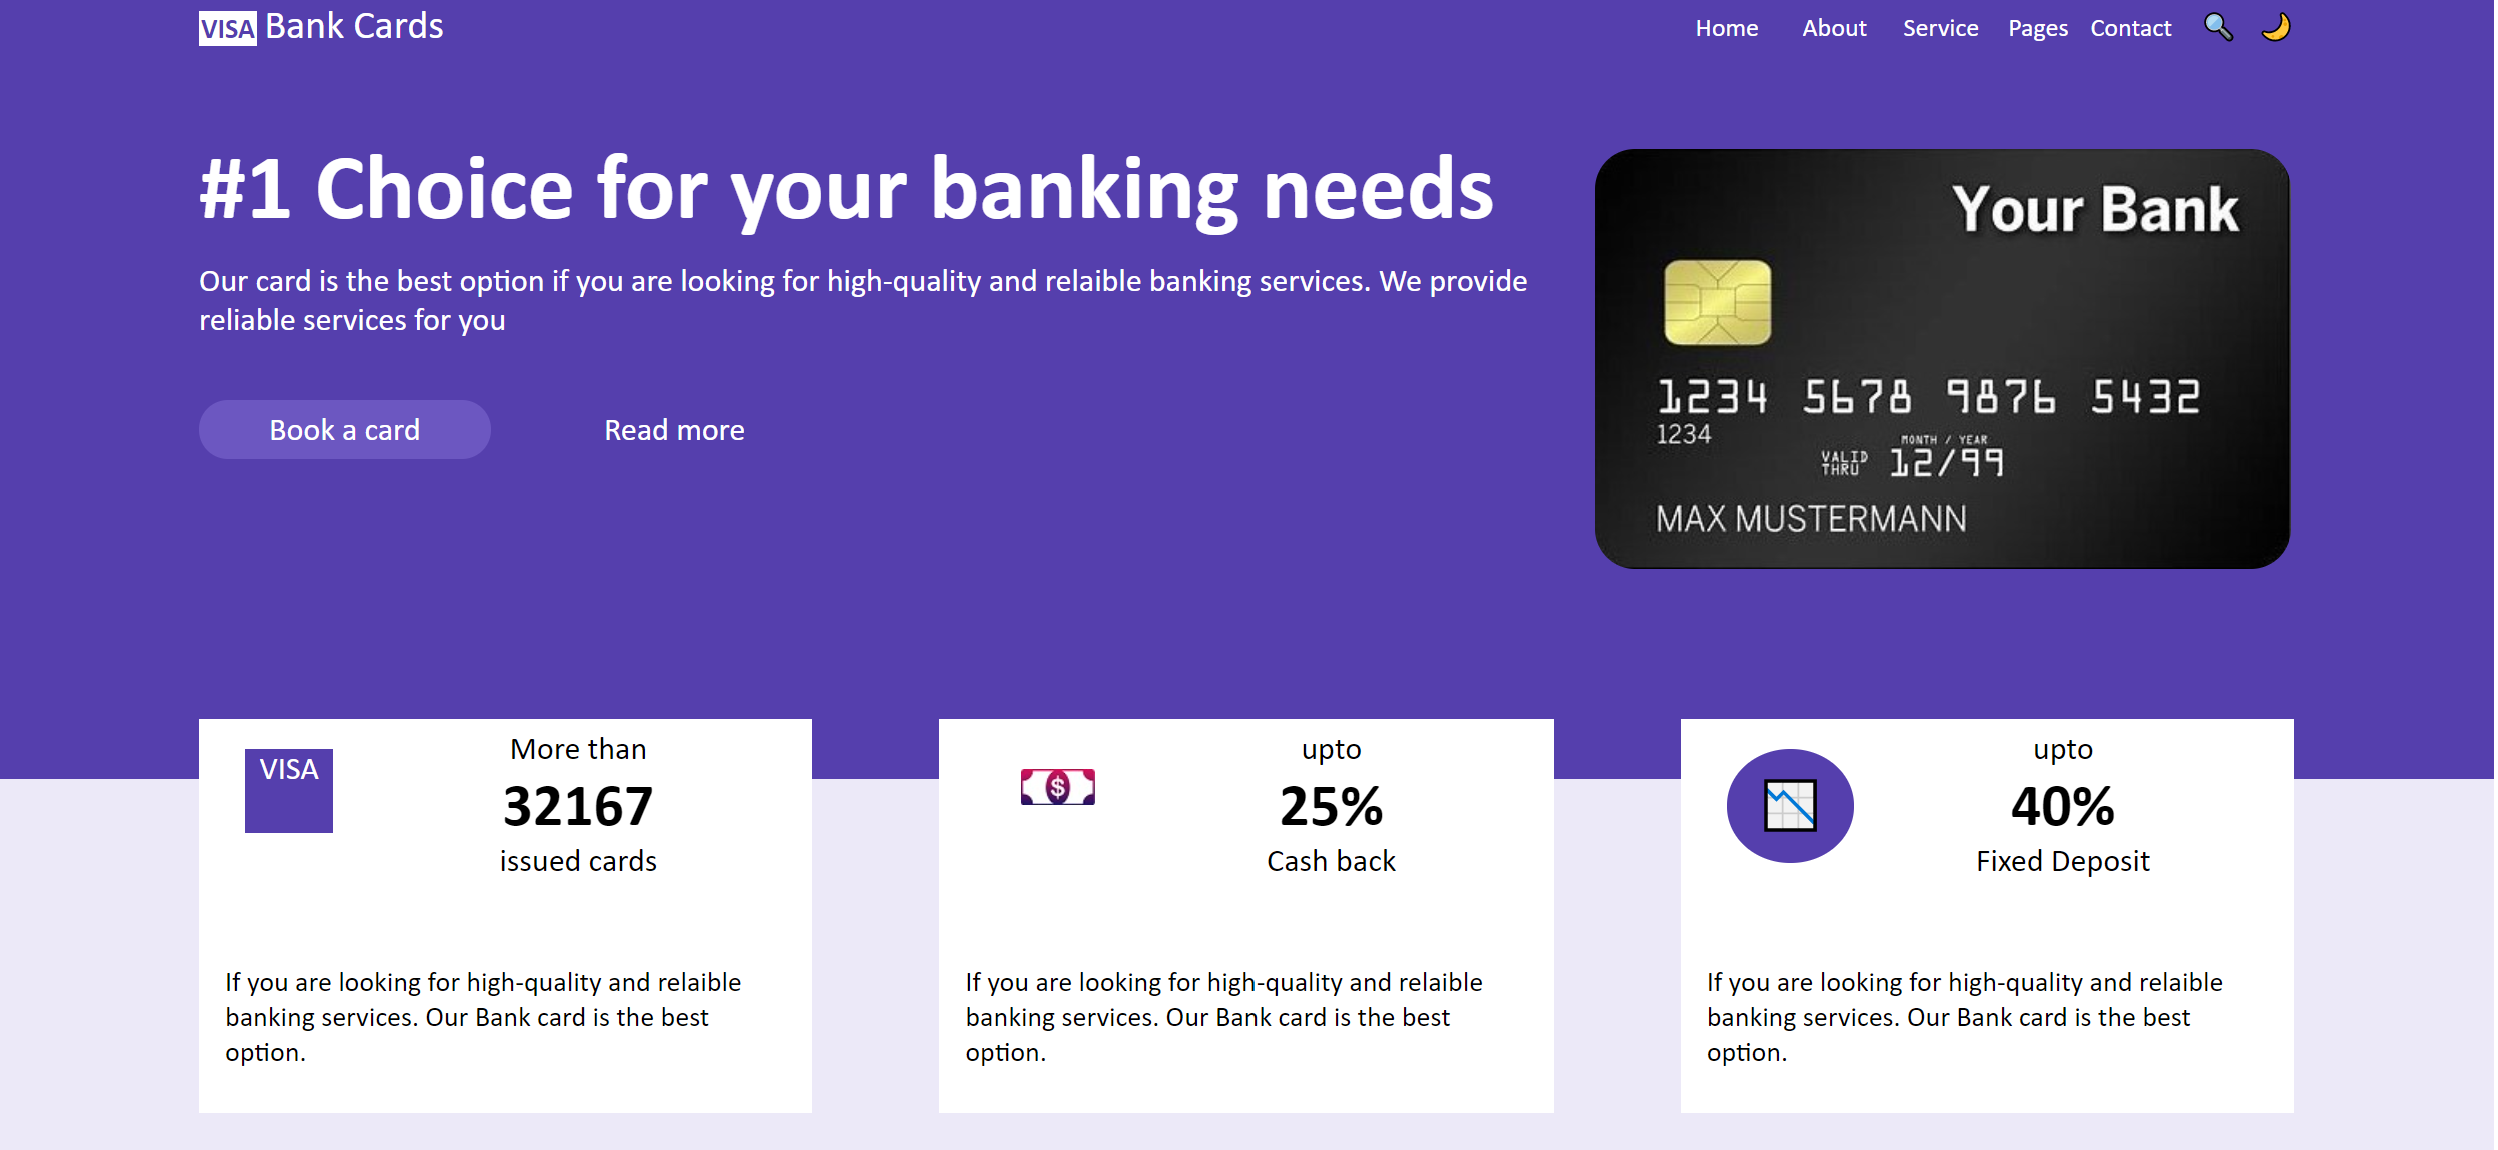 VISA Bank Cards
Home About Service Pages Contact
#1 Choice for your banking needs
Our card is the best option if you are looking for high-quality and relaible banking services. We provide
reliable services for you
Book a card Read more
Your Bank
1234 5678 9876 5432
1234
MONTH / YEAR
VALID THRU 12/99
MAX MUSTERMANN
VISA
More than
32167
issued cards
If you are looking for high-quality and relaible
banking services. Our Bank card is the best
option.
$
upto
25%
Cash back
If you are looking for high-quality and relaible
banking services. Our Bank card is the best
option.
upto
40%
Fixed Deposit
If you are looking for high-quality and relaible
banking services. Our Bank card is the best
option.